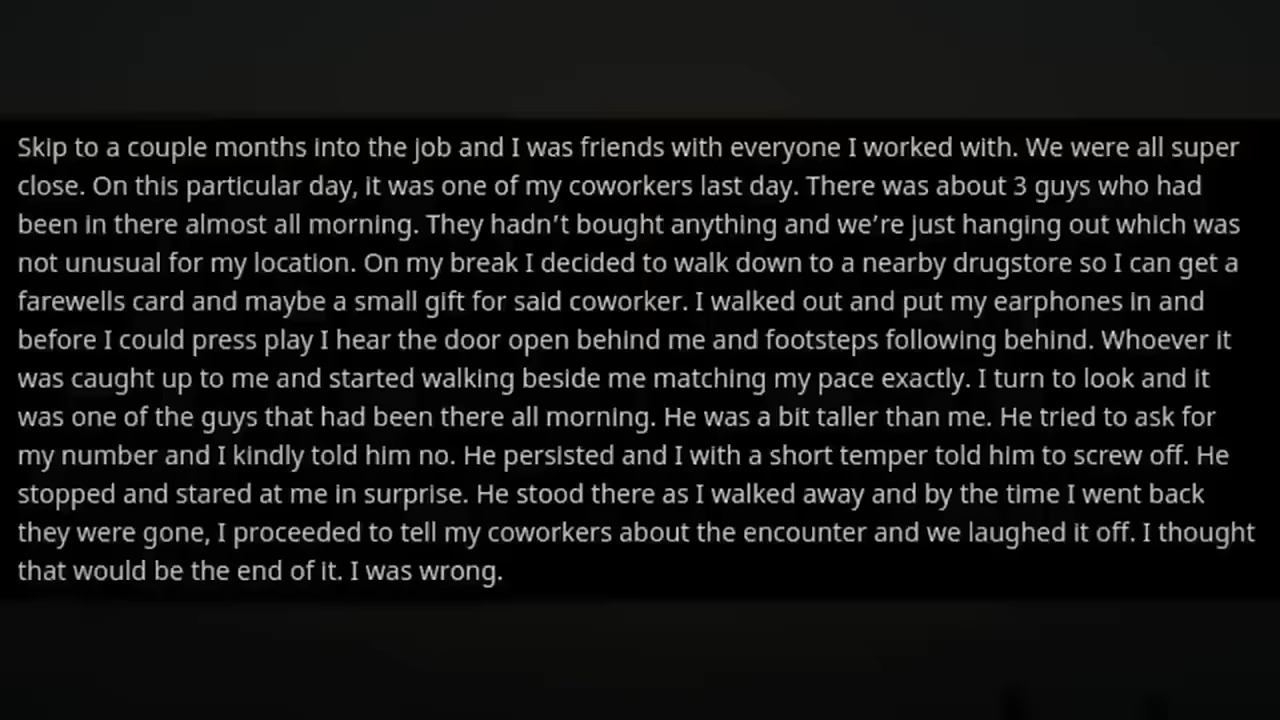 Skip to a couple months into the job and I was friends with everyone I worked with. We were all super
close. On this particular day, it was one of my coworkers last day. There was about 3 guys who had
been in there almost all morning. They hadn’t bought anything and we’re just hanging out which was
not unusual for my location. On my break I decided to walk down to a nearby drugstore so I can get a
farewells card and maybe a small gift for said coworker. I walked out and put my earphones in and
before I could press play I hear the door open behind me and footsteps following behind. Whoever it
was caught up to me and started walking beside me matching my pace exactly. I turn to look and it
was one of the guys that had been there all morning. He was a bit taller than me. He tried to ask for
my number and I kindly told him no. He persisted and I with a short temper told him to screw off. He
stopped and stared at me in surprise. He stood there as I walked away and by the time I went back
they were gone, I proceeded to tell my coworkers about the encounter and we laughed it off. I thought
that would be the end of it. I was wrong.